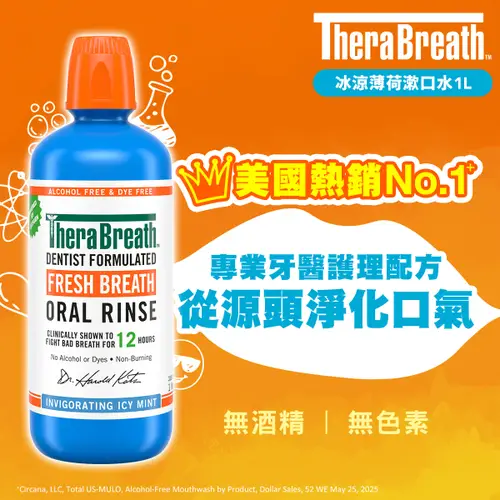 TheraBreath
冰涼薄荷漱口水1L
美國熱銷No.1+
專業牙醫護理配方
從源頭淨化口氣
無酒精 | 無色素
ALCOHOL FREE & DYE FREE
TheraBreath
DENTIST FORMULATED
FRESH BREATH
ORAL RINSE
CLINICALLY SHOWN TO
FIGHT BAD BREATH FOR 12 HOURS
No Alcohol or Dyes • Non-Burning
Dr. Harold Katz
INVIGORATING ICY MINT
+Circana, LLC, Total US-MULO, Alcohol-Free Mouthwash by Product, Dollar Sales, 52 WE May 25, 2025